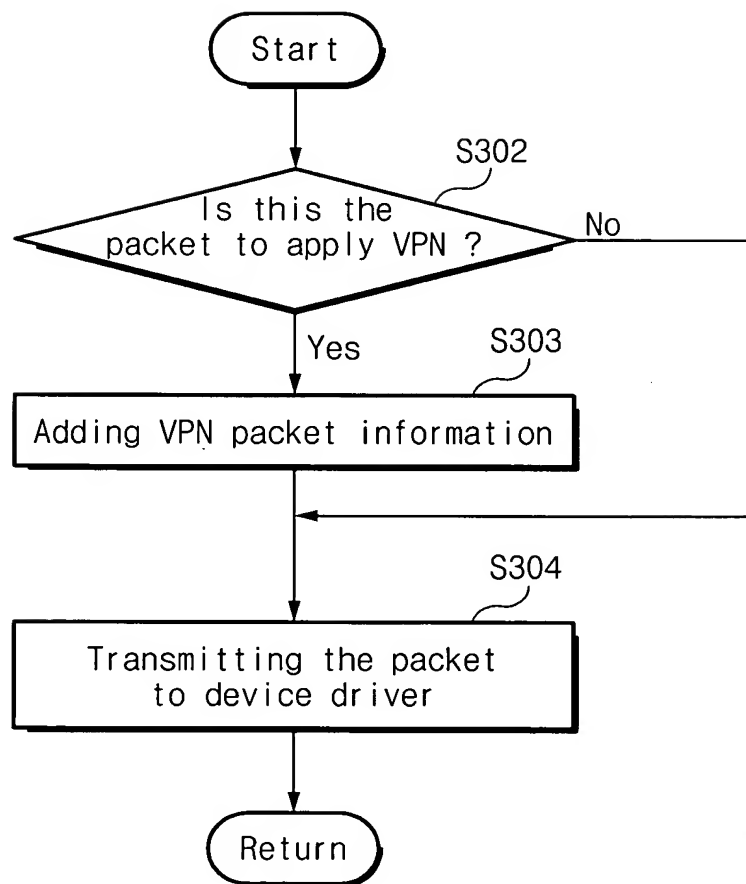 Start
S302
Is this the
packet to apply VPN ?
No
Yes
S303
Adding VPN packet information
S304
Transmitting the packet
to device driver
Return